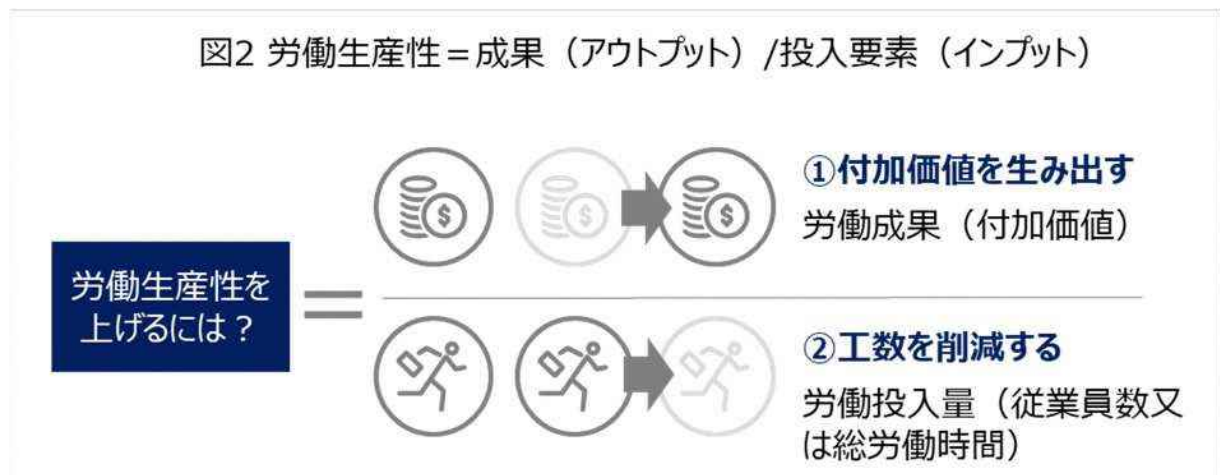 図2 労働生産性＝成果（アウトプット）/投入要素（インプット）
①付加価値を生み出す
労働成果（付加価値）
労働生産性を
上げるには？
②工数を削減する
労働投入量（従業員数又
は総労働時間）